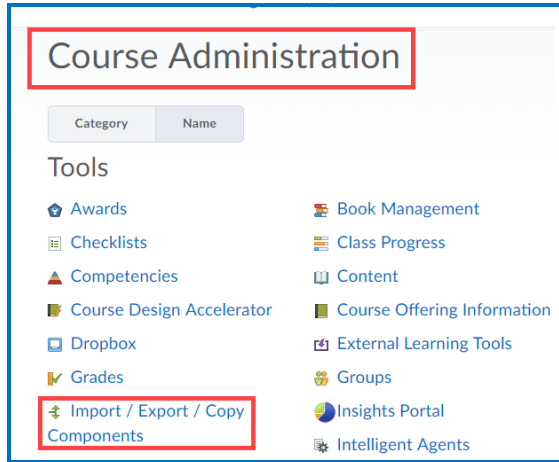 Course Administration
Category
Name
Tools
Awards
Book Management
Checklists
Class Progress
Competencies
Content
Course Design Accelerator
Course Offering Information
Dropbox
External Learning Tools
Grades
Groups
Import / Export / Copy
Components
Insights Portal
Intelligent Agents